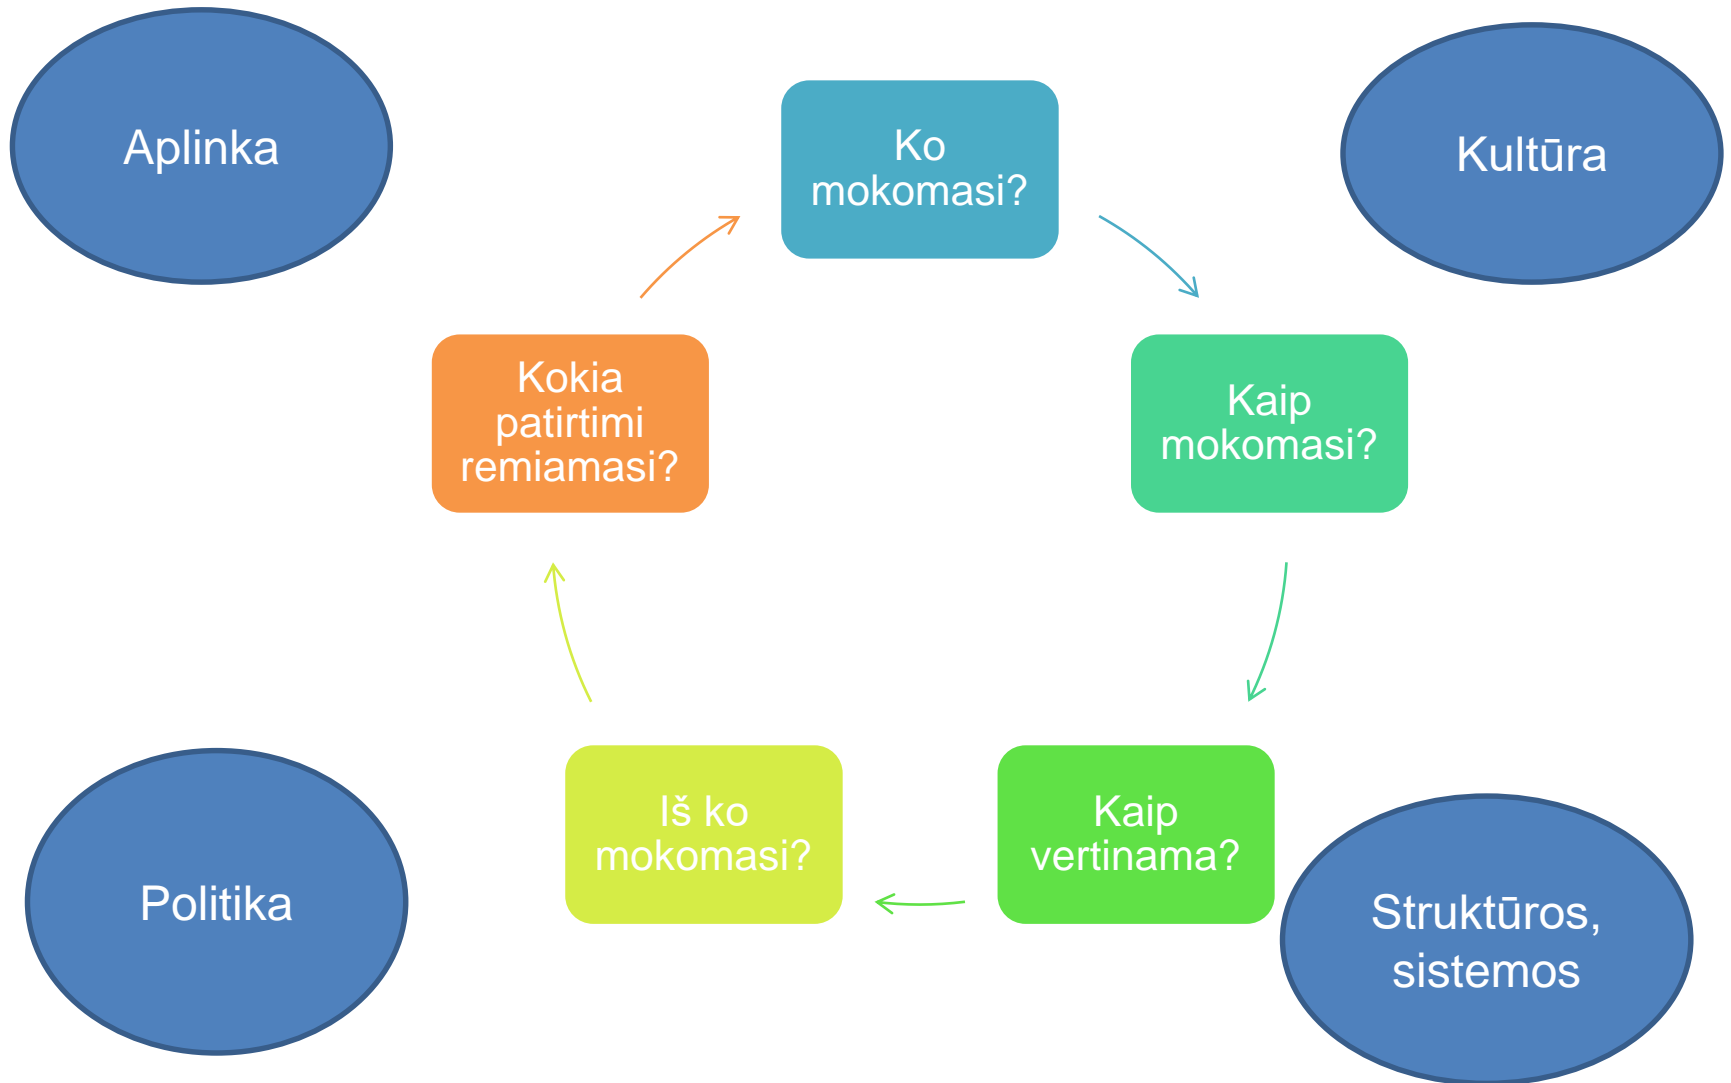 Aplinka
Kultūra
Ko
mokomasi?
Kokia
patirtimi
remiamasi?
Kaip
mokomasi?
Iš ko
mokomasi?
Kaip
vertinama?
Politika
Struktūros,
sistemos